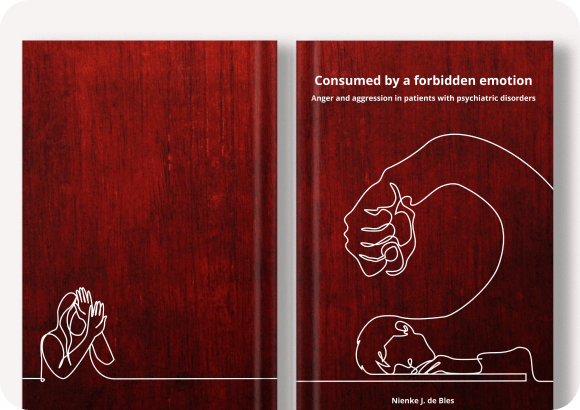 Consumed by a forbidden emotion
Anger and aggression in patients with psychiatric disorders
Nienke J. de Bles